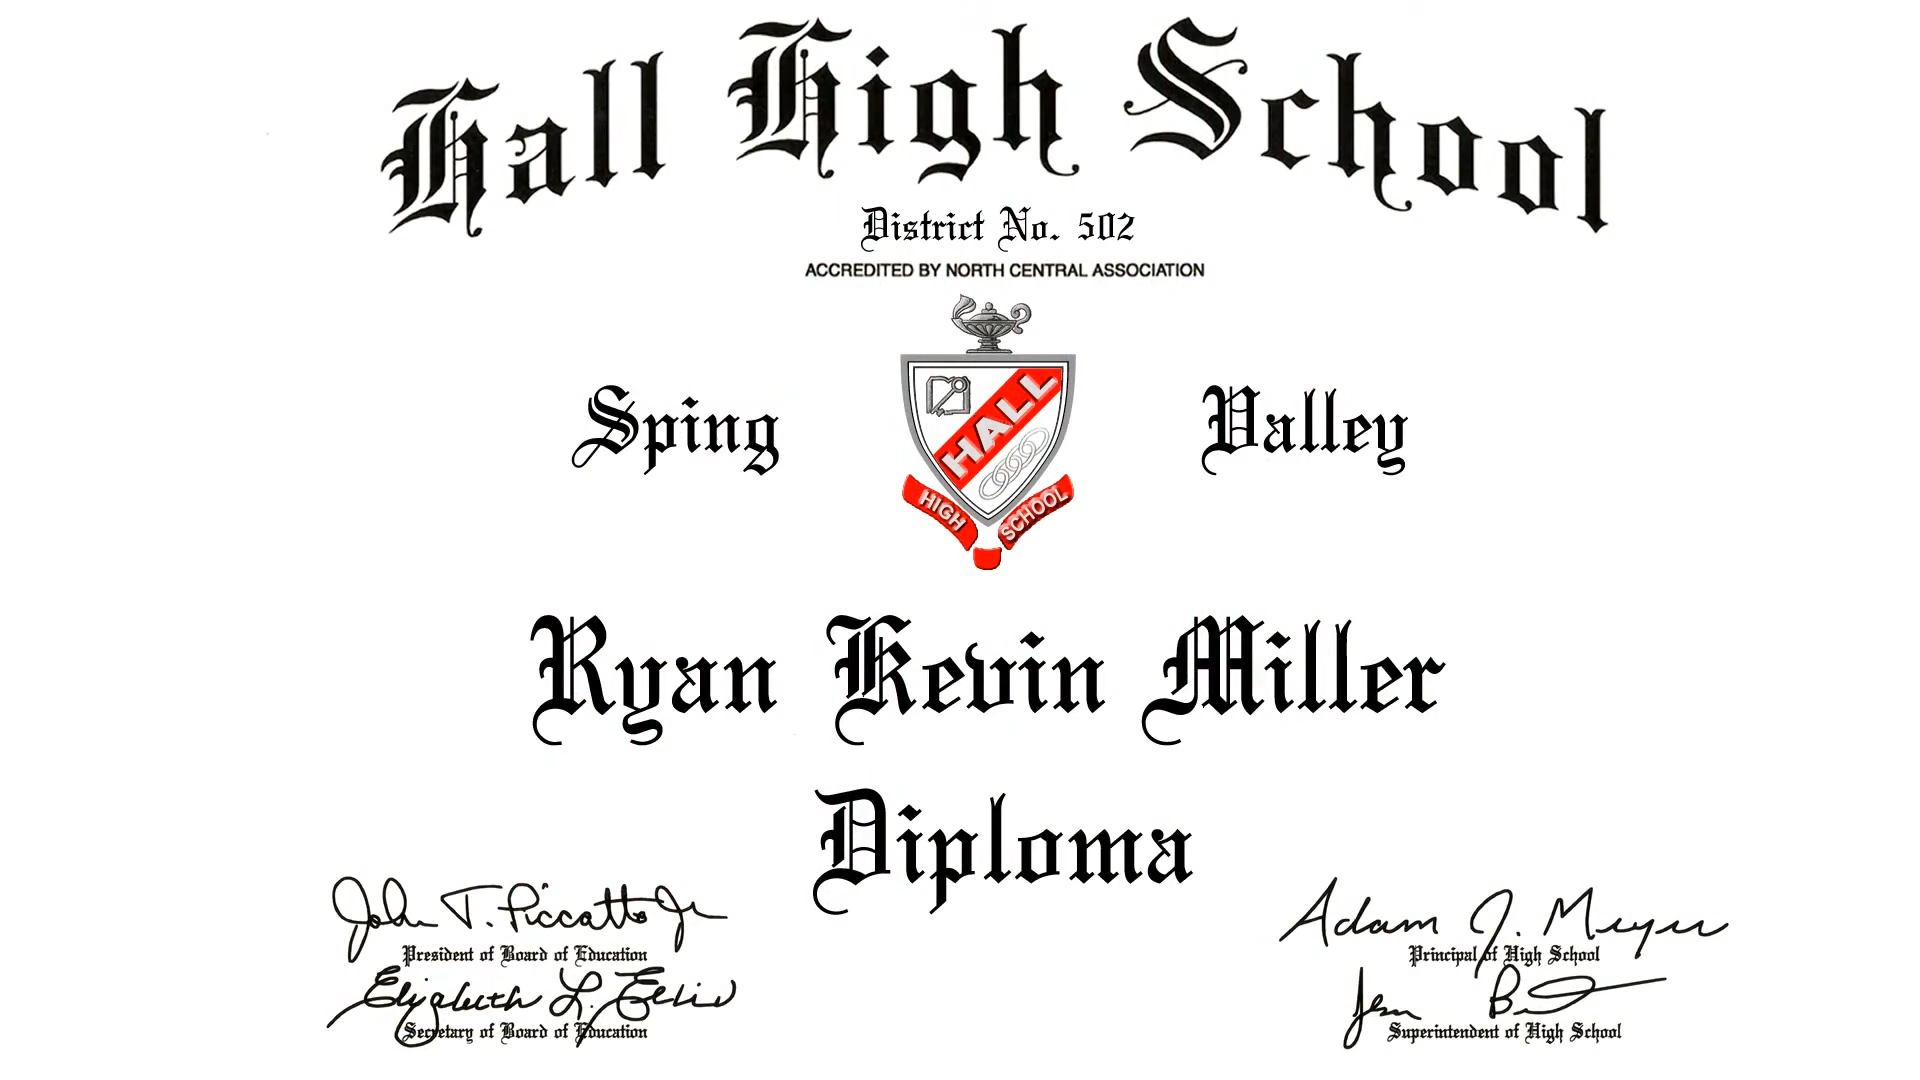 Hall High School
District No. 502
ACCREDITED BY NORTH CENTRAL ASSOCIATION
HALL
HIGH SCHOOL
Sping Valley
Ryan Kevin Miller
Diploma
John T. Piccatto Jr
President of Board of Education
Elizabeth L. Ellis
Secretary of Board of Education
Adam J. Meyer
Principal of High School
Superintendent of High School